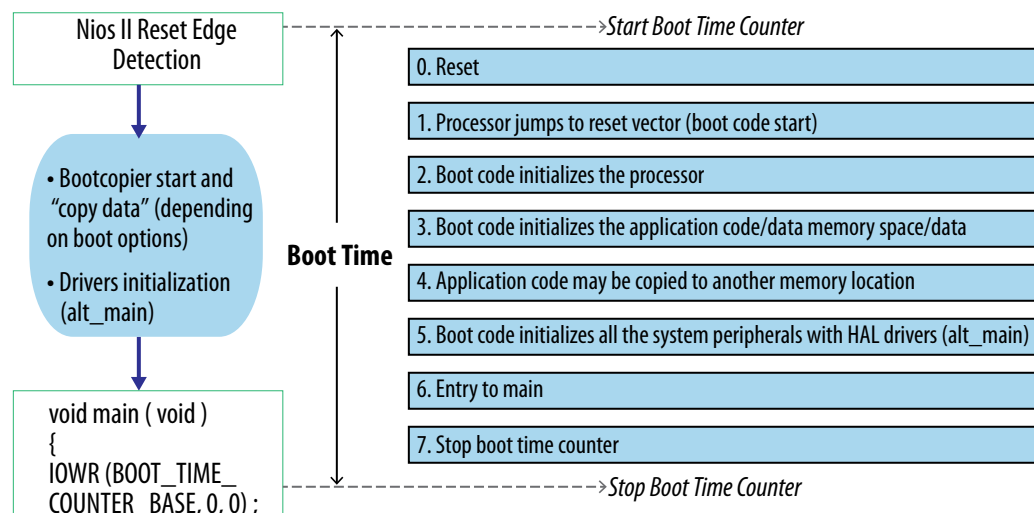 Nios II Reset Edge
Detection
Start Boot Time Counter
• Bootcopier start and
"copy data" (depending
on boot options)
• Drivers initialization
(alt_main)
Boot Time
0. Reset
1. Processor jumps to reset vector (boot code start)
2. Boot code initializes the processor
3. Boot code initializes the application code/data memory space/data
4. Application code may be copied to another memory location
5. Boot code initializes all the system peripherals with HAL drivers (alt_main)
6. Entry to main
7. Stop boot time counter
void main ( void )
{
IOWR (BOOT_TIME_
COUNTER_BASE, 0, 0) ;
Stop Boot Time Counter